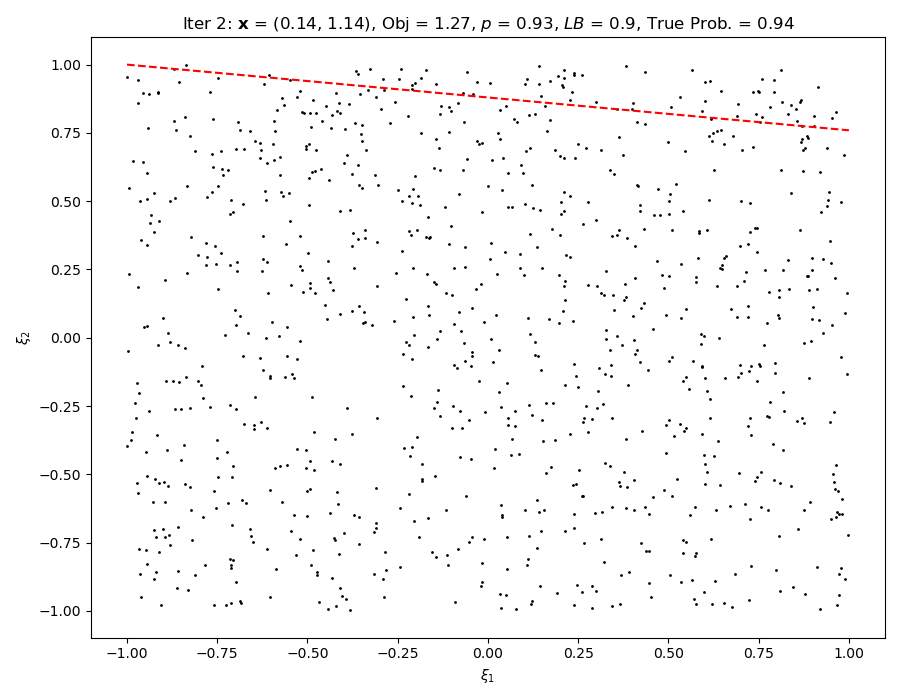 Iter 2: x = (0.14, 1.14), Obj = 1.27, p = 0.93, LB = 0.9, True Prob. = 0.94
1.00
0.75
0.50
0.25
0.00
−0.25
−0.50
−0.75
−1.00
ξ₂
−1.00 −0.75 −0.50 −0.25 0.00 0.25 0.50 0.75 1.00
ξ₁